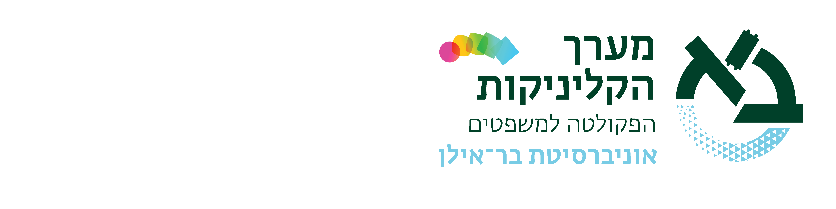 מערך
הקליניקות
הפקולטה למשפטים
אוניברסיטת בר־אילן